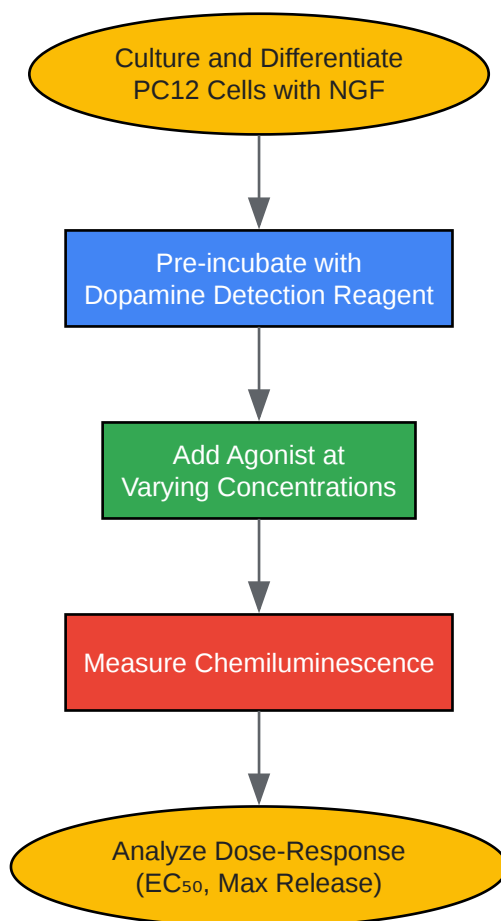 Culture and Differentiate
PC12 Cells with NGF
Pre-incubate with
Dopamine Detection Reagent
Add Agonist at
Varying Concentrations
Measure Chemiluminescence
Analyze Dose-Response
(EC₅₀, Max Release)